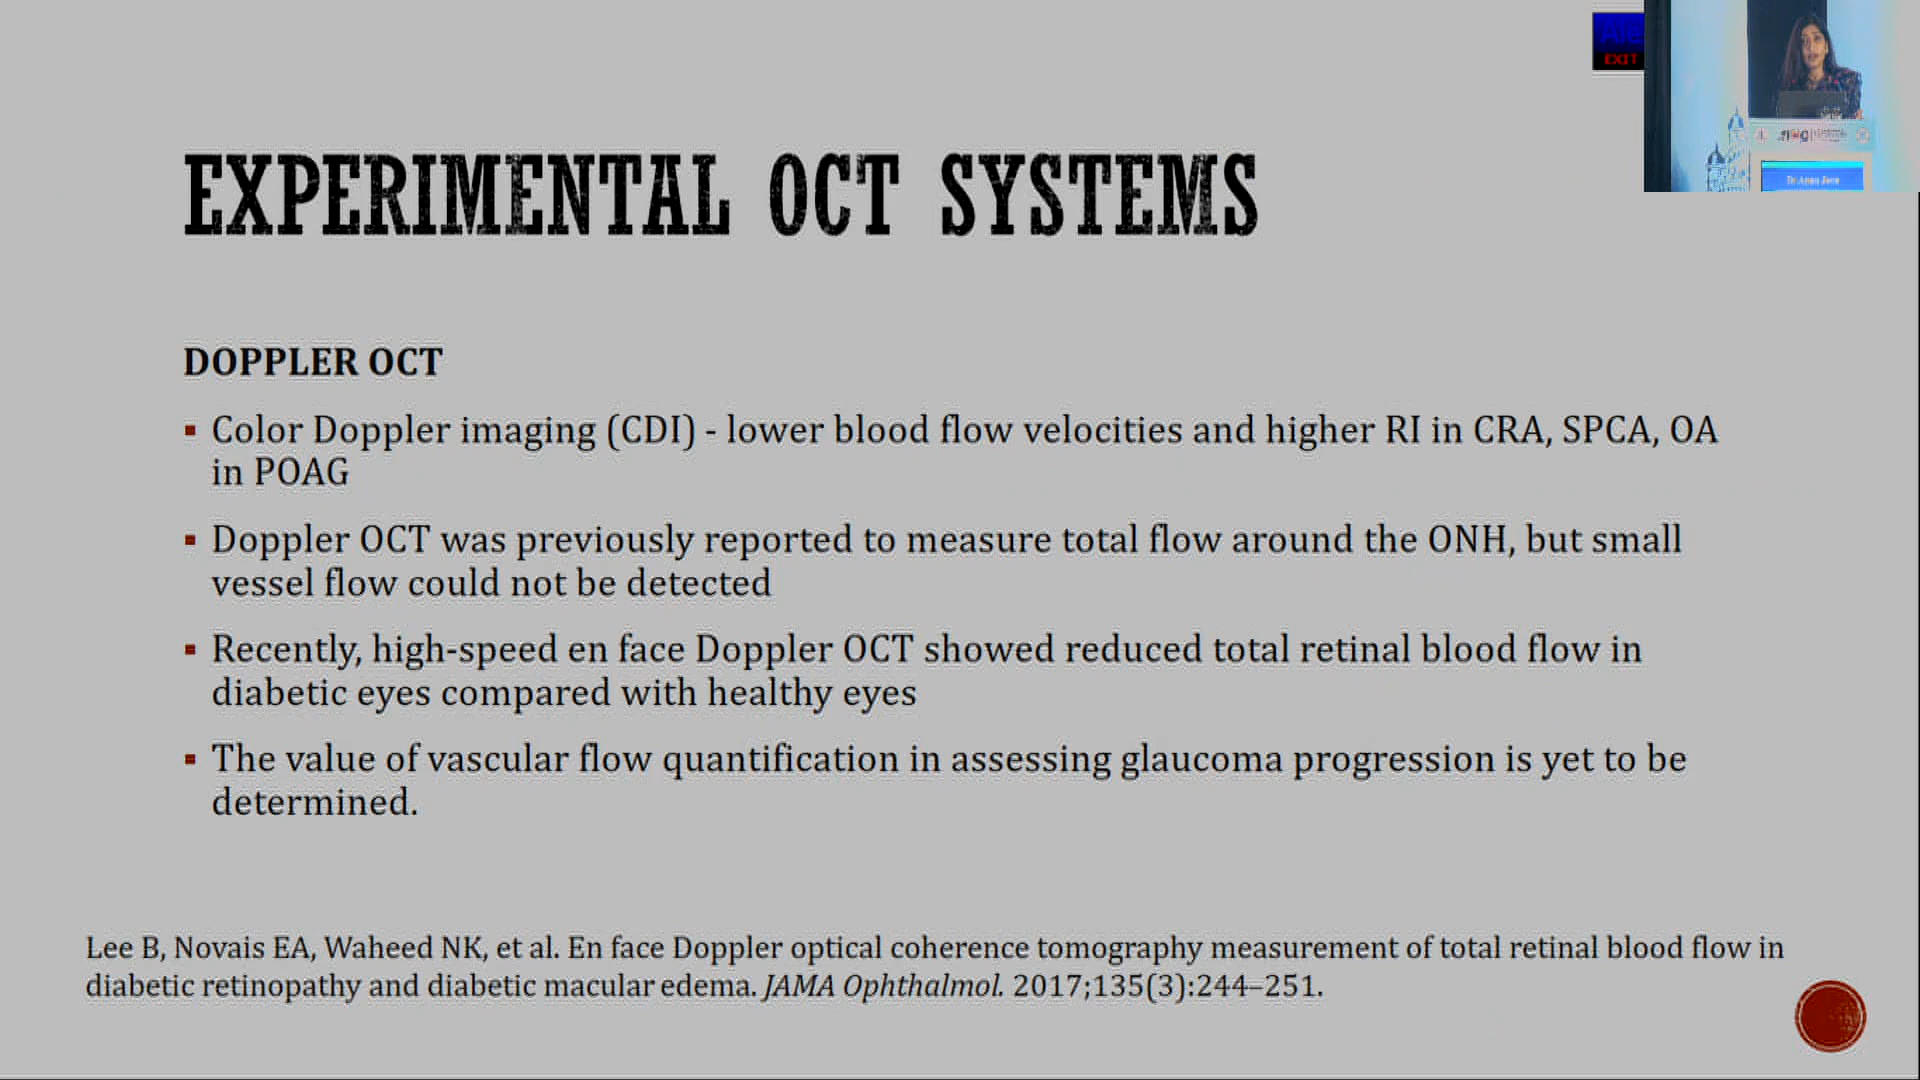 EXIT
EXPERIMENTAL OCT SYSTEMS
DOPPLER OCT
▪ Color Doppler imaging (CDI) - lower blood flow velocities and higher RI in CRA, SPCA, OA
in POAG
▪ Doppler OCT was previously reported to measure total flow around the ONH, but small
vessel flow could not be detected
▪ Recently, high-speed en face Doppler OCT showed reduced total retinal blood flow in
diabetic eyes compared with healthy eyes
▪ The value of vascular flow quantification in assessing glaucoma progression is yet to be
determined.
Lee B, Novais EA, Waheed NK, et al. En face Doppler optical coherence tomography measurement of total retinal blood flow in
diabetic retinopathy and diabetic macular edema. JAMA Ophthalmol. 2017;135(3):244–251.